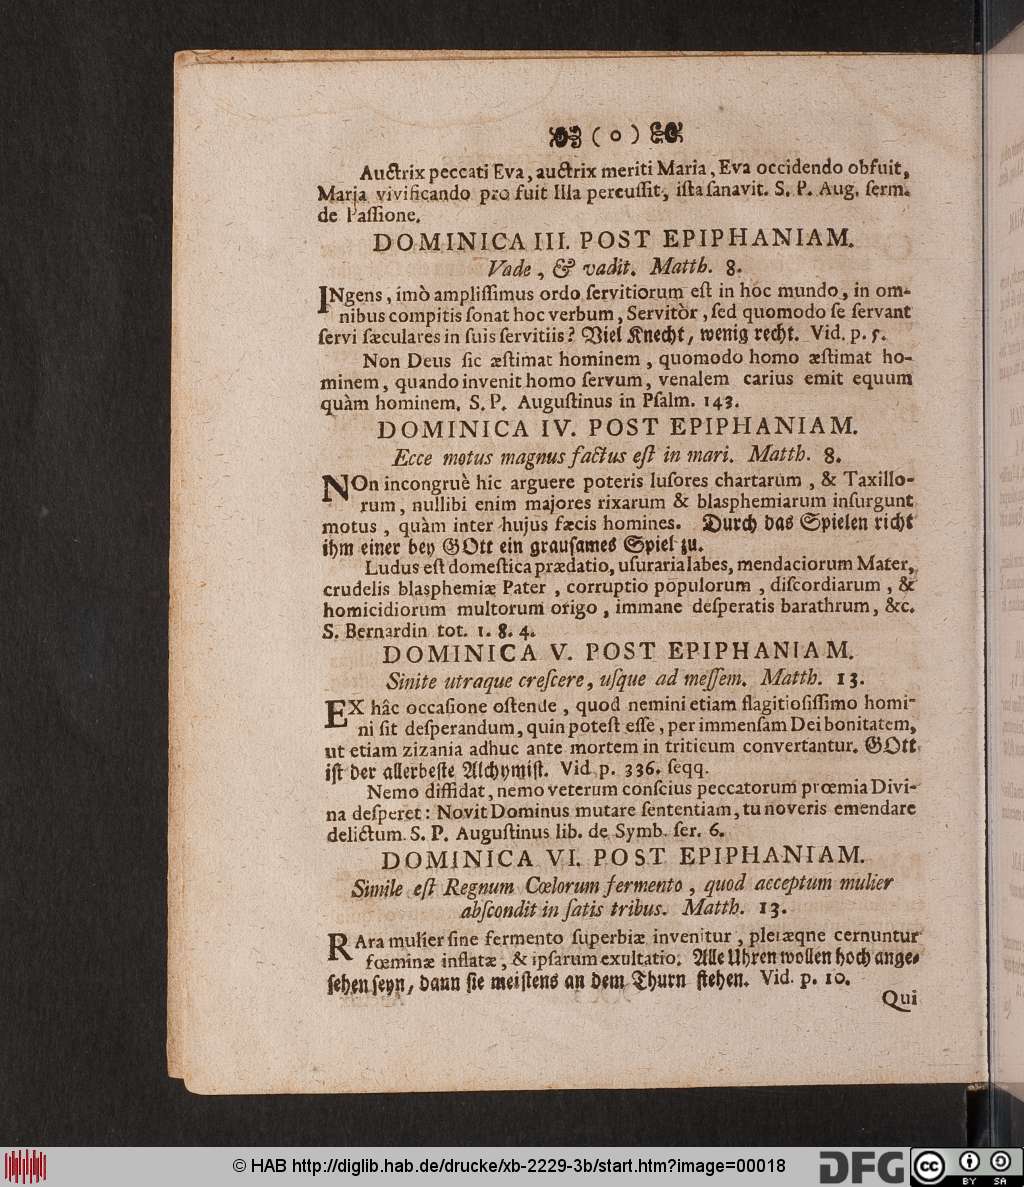 ( o )
Auctrix peccati Eva, auctrix meriti Maria, Eva occidendo obfuit,
Maria vivificando pro fuit Illa percussit, ista sanavit. S. P. Aug. serm.
de Passione.
DOMINICA III. POST EPIPHANIAM.
Vade, & vadit. Matth. 8.
INgens, imò amplissimus ordo servitiorum est in hoc mundo, in om-
nibus compitis sonat hoc verbum, Servitòr, sed quomodo se servant
servi sæculares in suis servitiis? Viel Knecht, wenig recht. Vid. p. 5.
Non Deus sic æstimat hominem, quomodo homo æstimat ho-
minem, quando invenit homo servum, venalem carius emit equum
quàm hominem. S. P. Augustinus in Psalm. 143.
DOMINICA IV. POST EPIPHANIAM.
Ecce motus magnus factus est in mari. Matth. 8.
NOn incongruè hic arguere poteris lusores chartarum, & Taxillo-
rum, nullibi enim majores rixarum & blasphemiarum insurgunt
motus, quàm inter hujus fæcis homines. Durch das Spielen richt
ihm einer bey GOtt ein grausames Spiel zu.
Ludus est domestica prædatio, usuraria labes, mendaciorum Mater,
crudelis blasphemiæ Pater, corruptio populorum, discordiarum, &
homicidiorum multorum origo, immane desperatis barathrum, &c.
S. Bernardin tot. 1. 8. 4.
DOMINICA V. POST EPIPHANIAM.
Sinite utraque crescere, usque ad messem. Matth. 13.
EX hâc occasione ostende, quod nemini etiam flagitiosissimo homi-
ni sit desperandum, quin potest esse, per immensam Dei bonitatem,
ut etiam zizania adhuc ante mortem in triticum convertantur. GOtt
ist der allerbeste Alchymist. Vid p. 336. seqq.
Nemo diffidat, nemo veterum conscius peccatorum prœmia Divi-
na desperet: Novit Dominus mutare sententiam, tu noveris emendare
delictum. S. P. Augustinus lib. de Symb. ser. 6.
DOMINICA VI. POST EPIPHANIAM.
Simile est Regnum Cœlorum fermento, quod acceptum mulier
abscondit in satis tribus. Matth. 13.
RAra mulier sine fermento superbiæ invenitur, pleræqne cernuntur
fœminæ inflatæ, & ipsarum exultatio. Alle Uhren wollen hoch ange-
sehen seyn, dann sie meistens an dem Thurn stehen. Vid. p. 10.
Qui
© HAB http://diglib.hab.de/drucke/xb-2229-3b/start.htm?image=00018
DFG
cc BY SA